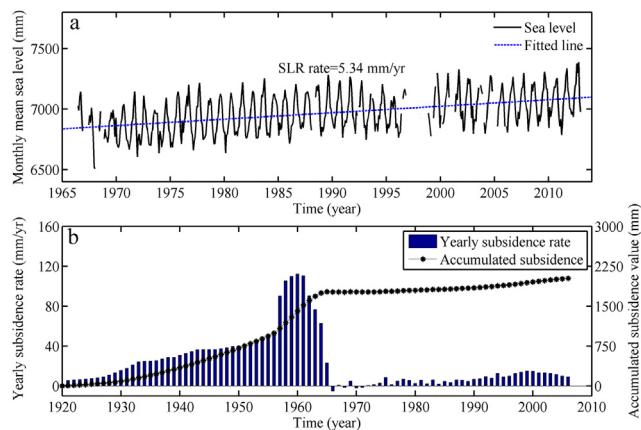 a
Sea level
Fitted line
SLR rate=5.34 mm/yr
Monthly mean sea level (mm)
7500
7000
6500
1965 1970 1975 1980 1985 1990 1995 2000 2005 2010
Time (year)
b
Yearly subsidence rate
Accumulated subsidence
Yearly subsidence rate (mm/yr)
160
120
80
40
0
3000
2250
1500
750
0
Accumulated subsidence value (mm)
1920 1930 1940 1950 1960 1970 1980 1990 2000 2010
Time (year)